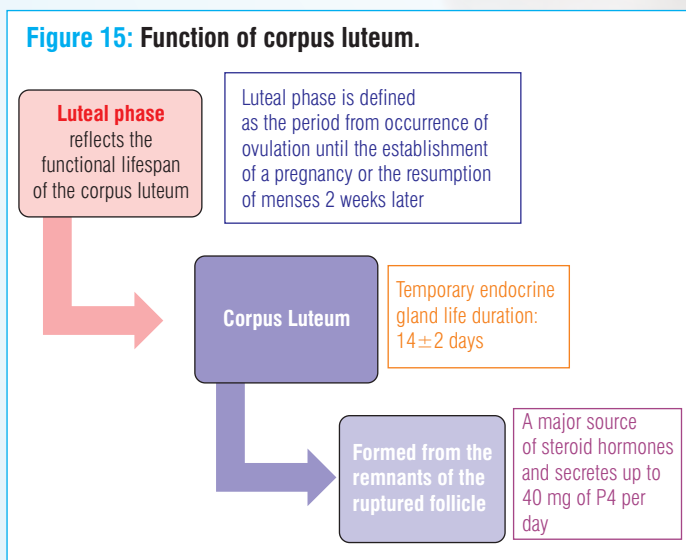 Figure 15: Function of corpus luteum.
Luteal phase
reflects the
functional lifespan
of the corpus luteum
Luteal phase is defined
as the period from occurrence of
ovulation until the establishment
of a pregnancy or the resumption
of menses 2 weeks later
Corpus Luteum
Temporary endocrine
gland life duration:
14±2 days
Formed from the
remnants of the
ruptured follicle
A major source
of steroid hormones
and secretes up to
40 mg of P4 per
day